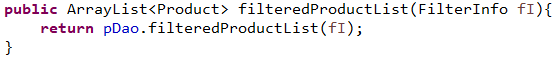 public ArrayList<Product> filteredProductList(FilterInfo fI){
    return pDao.filteredProductList(fI);
}